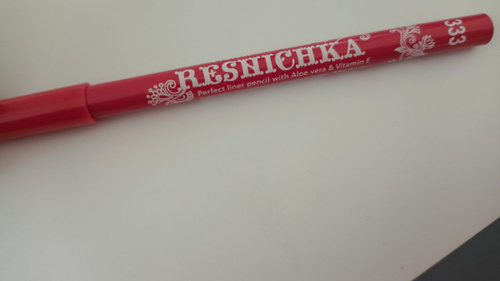 RESNICHKA
Perfect liner pencil with Aloe vera & Vitamin E
333